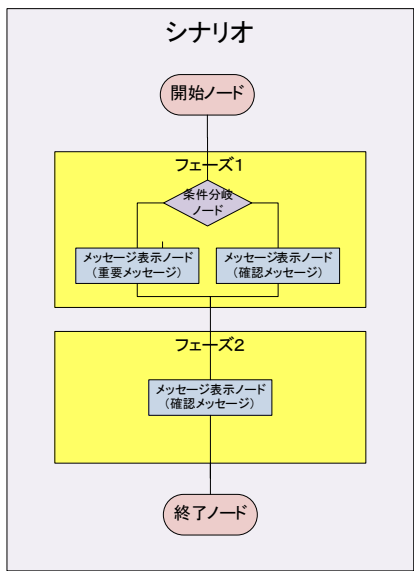 シナリオ
開始ノード
フェーズ1
条件分岐
ノード
メッセージ表示ノード
(重要メッセージ)
メッセージ表示ノード
(確認メッセージ)
フェーズ2
メッセージ表示ノード
(確認メッセージ)
終了ノード